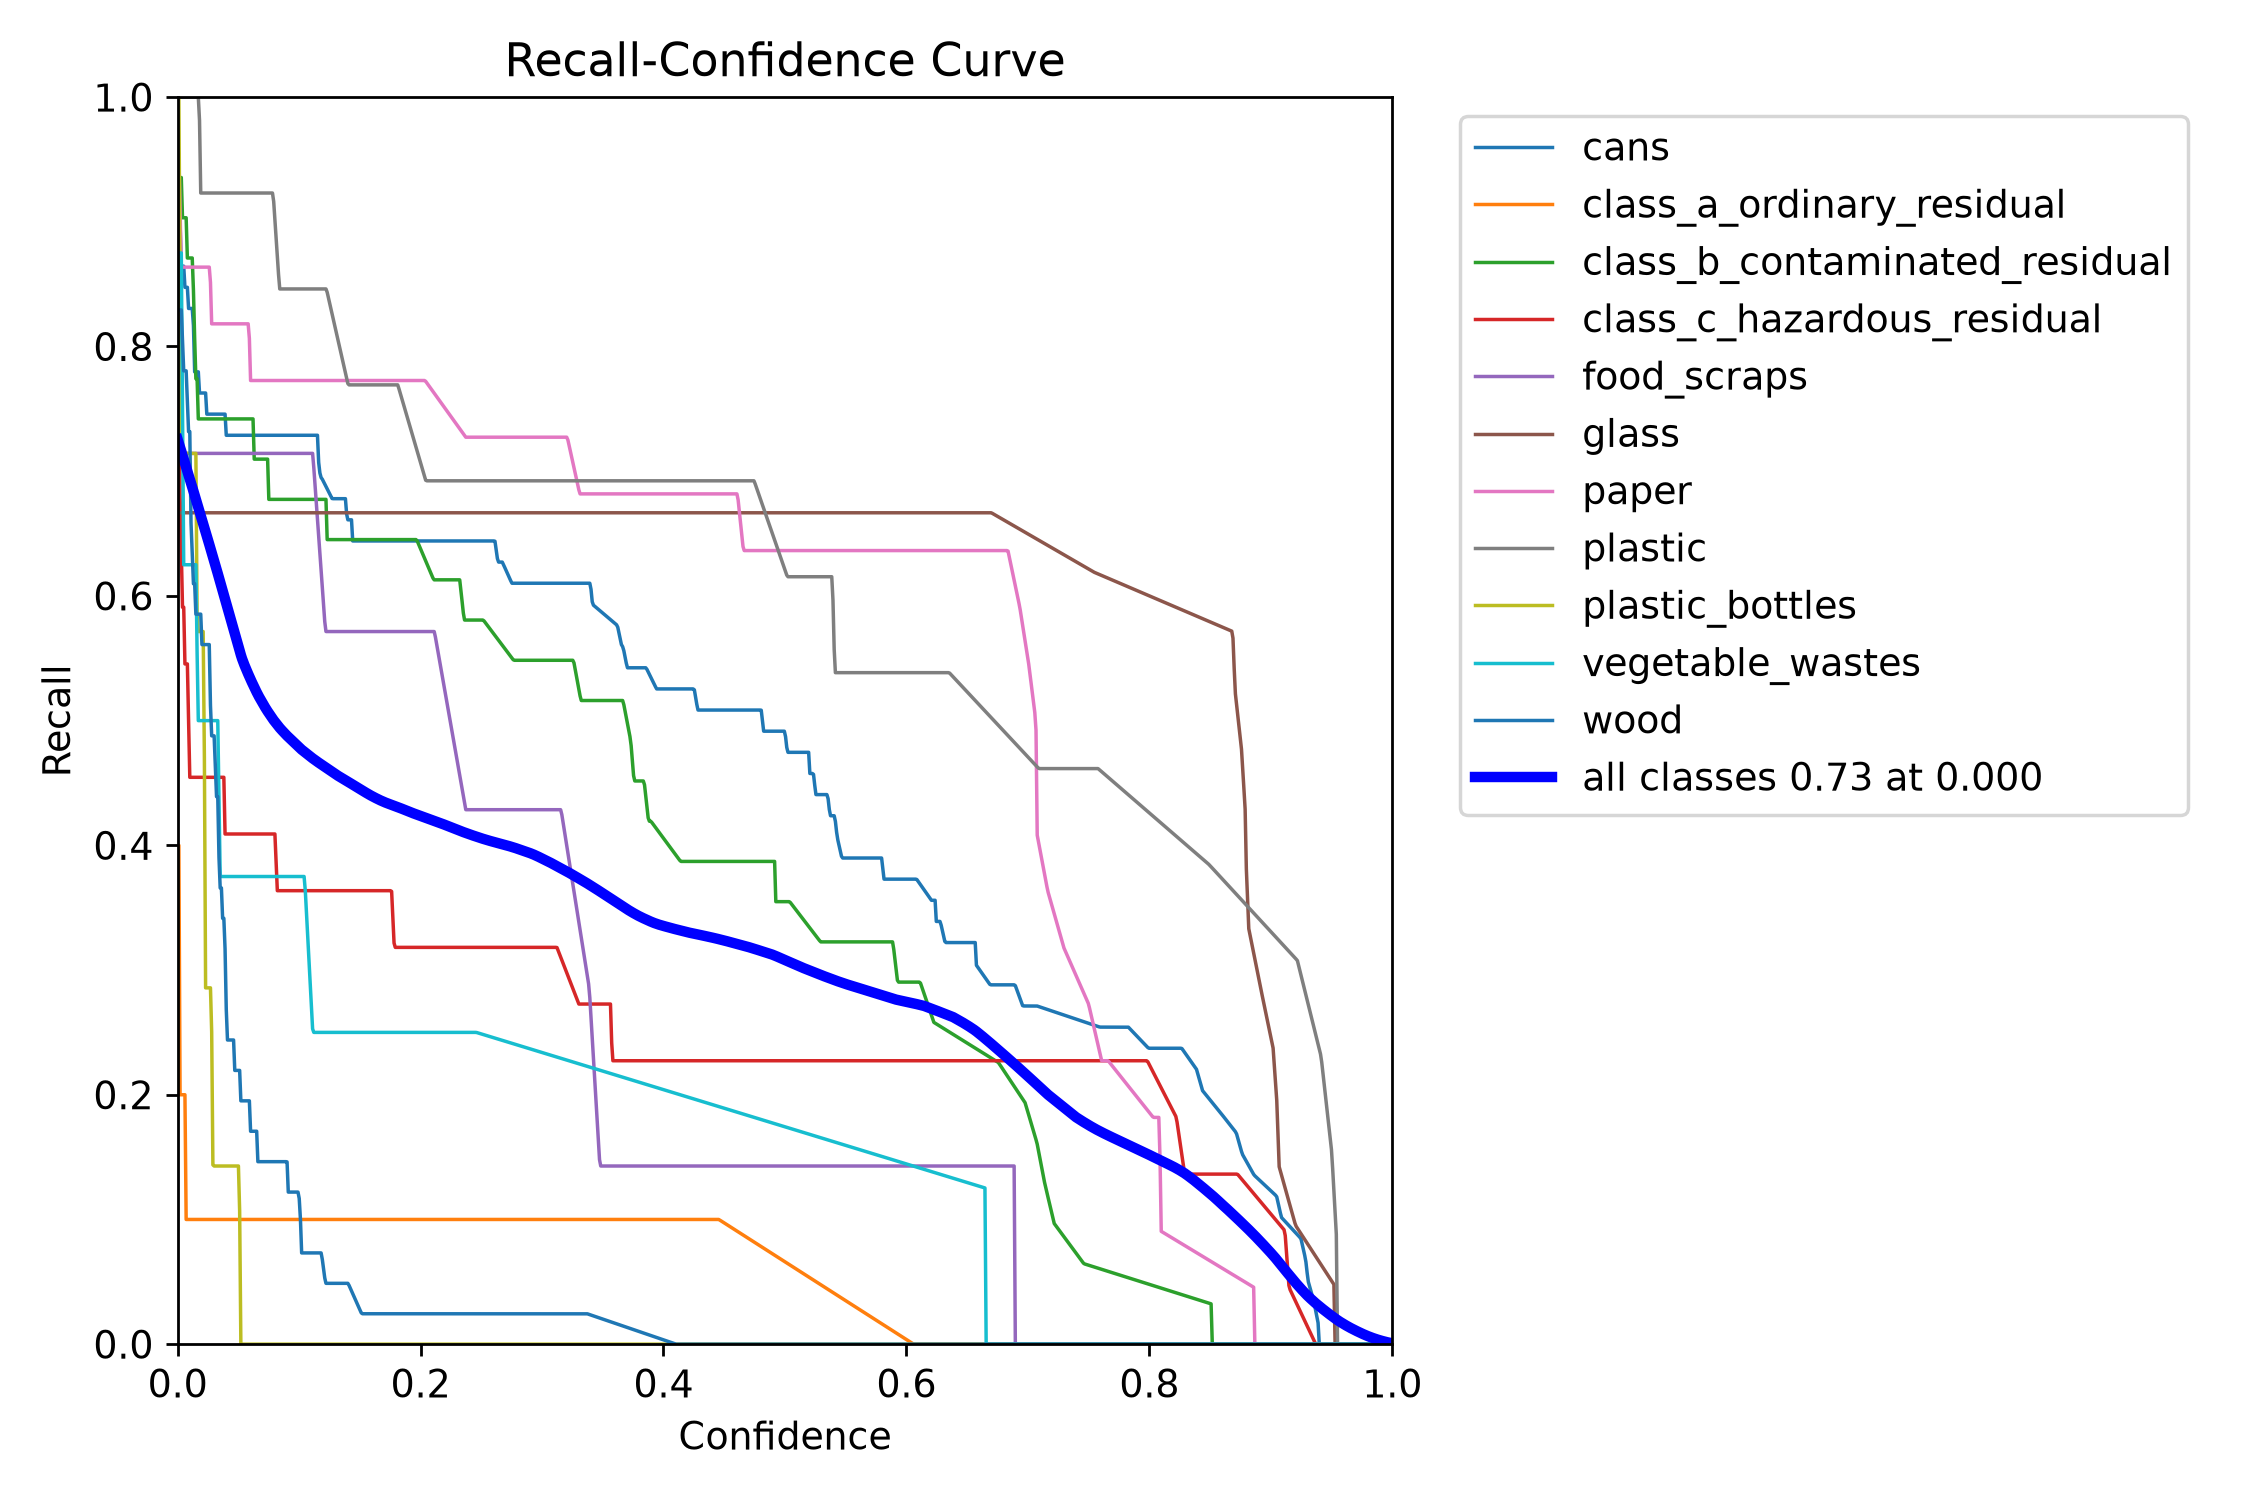 Recall-Confidence Curve
1.0
0.8
0.6
0.4
0.2
0.0
Recall
0.0 0.2 0.4 0.6 0.8 1.0
Confidence
cans
class_a_ordinary_residual
class_b_contaminated_residual
class_c_hazardous_residual
food_scraps
glass
paper
plastic
plastic_bottles
vegetable_wastes
wood
all classes 0.73 at 0.000